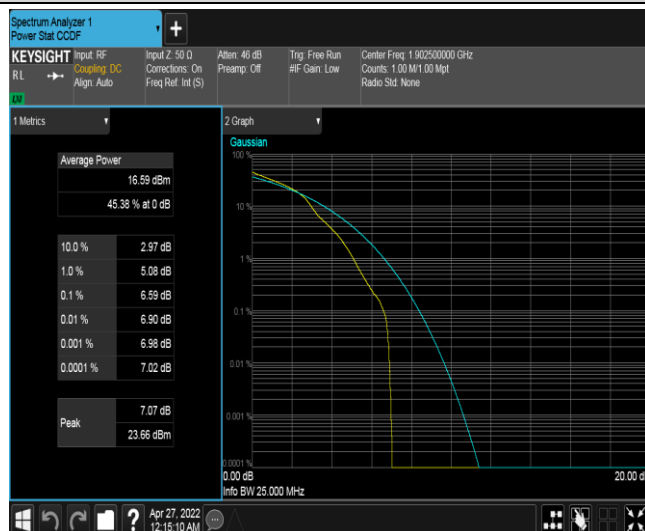 Spectrum Analyzer 1
Power Stat CCDF
+
KEYSIGHT
RL
Input: RF
Coupling: DC
Align: Auto
Input Z: 50 Ω
Corrections: On
Freq Ref: Int (S)
Atten: 46 dB
Preamp: Off
Trig: Free Run
#IF Gain: Low
Center Freq: 1.902500000 GHz
Counts: 1.00 M/1.00 Mpt
Radio Std: None
1 Metrics
Average Power
16.59 dBm
45.38 % at 0 dB
10.0 % 2.97 dB
1.0 % 5.08 dB
0.1 % 6.59 dB
0.01 % 6.90 dB
0.001 % 6.98 dB
0.0001 % 7.02 dB
Peak 7.07 dB
23.66 dBm
2 Graph
Gaussian
100 %
10 %
1 %
0.1 %
0.01 %
0.001 %
0.0001 %
0.00 dB
20.00 d
Info BW 25.000 MHz
?
Apr 27, 2022
12:15:10 AM